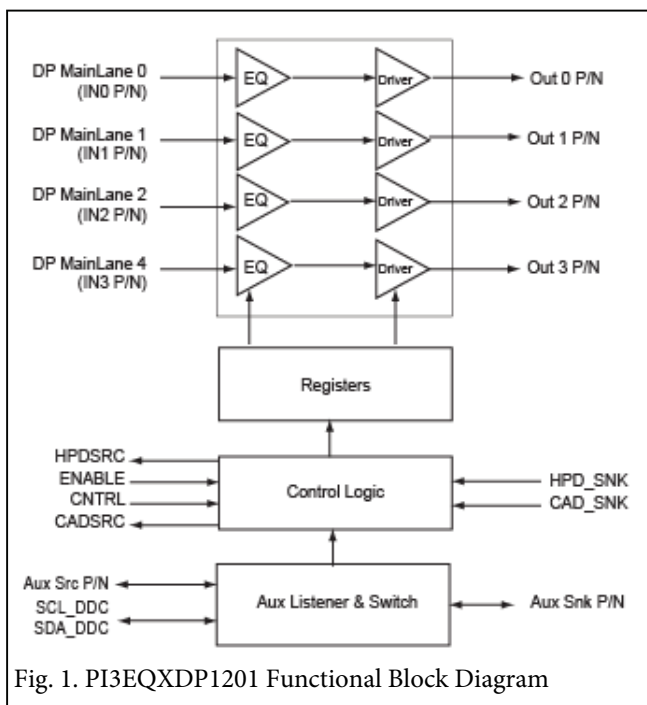 DP MainLane 0
(IN0 P/N)
EQ
Driver
Out 0 P/N
DP MainLane 1
(IN1 P/N)
EQ
Driver
Out 1 P/N
DP MainLane 2
(IN2 P/N)
EQ
Driver
Out 2 P/N
DP MainLane 4
(IN3 P/N)
EQ
Driver
Out 3 P/N
Registers
HPDSRC
ENABLE
CNTRL
CADSRC
Control Logic
HPD_SNK
CAD_SNK
Aux Src P/N
SCL_DDC
SDA_DDC
Aux Listener & Switch
Aux Snk P/N
Fig. 1. PI3EQXDP1201 Functional Block Diagram